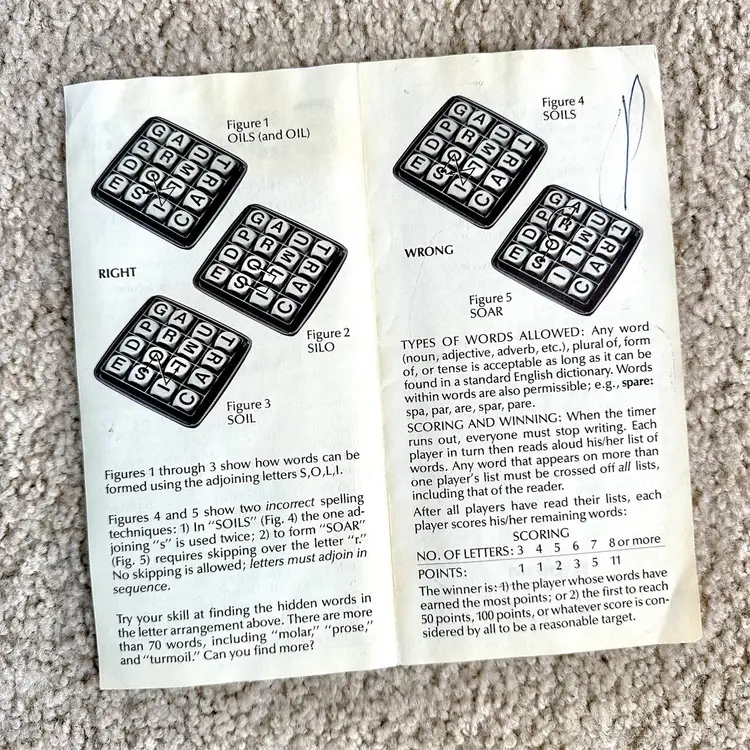 Figure 1
OILS (and OIL)
G A U T
P R M R
D O L A
E S I C
RIGHT
G A U T
P R M R
D O L A
E S I C
Figure 2
SILO
G A U T
P R M R
D O L A
E S I C
Figure 3
SOIL
Figures 1 through 3 show how words can be
formed using the adjoining letters S,O,L,I.
Figures 4 and 5 show two incorrect spelling
techniques: 1) In “SOILS” (Fig. 4) the one ad-
joining “s” is used twice; 2) to form “SOAR”
(Fig. 5) requires skipping over the letter “r.”
No skipping is allowed; letters must adjoin in
sequence.
Try your skill at finding the hidden words in
the letter arrangement above. There are more
than 70 words, including “molar,” “prose,”
and “turmoil.” Can you find more?
Figure 4
SOILS
G A U T
P R M R
D O L A
E S I C
WRONG
G A U T
P R M R
D O L A
E S I C
Figure 5
SOAR
TYPES OF WORDS ALLOWED: Any word
(noun, adjective, adverb, etc.), plural of, form
of, or tense is acceptable as long as it can be
found in a standard English dictionary. Words
within words are also permissible; e.g., spare:
spa, par, are, spar, pare.
SCORING AND WINNING: When the timer
runs out, everyone must stop writing. Each
player in turn then reads aloud his/her list of
words. Any word that appears on more than
one player's list must be crossed off all lists,
including that of the reader.
After all players have read their lists, each
player scores his/her remaining words:
SCORING
NO. OF LETTERS: 3 4 5 6 7 8 or more
POINTS: 1 1 2 3 5 11
The winner is: 1) the player whose words have
earned the most points; or 2) the first to reach
50 points, 100 points, or whatever score is con-
sidered by all to be a reasonable target.